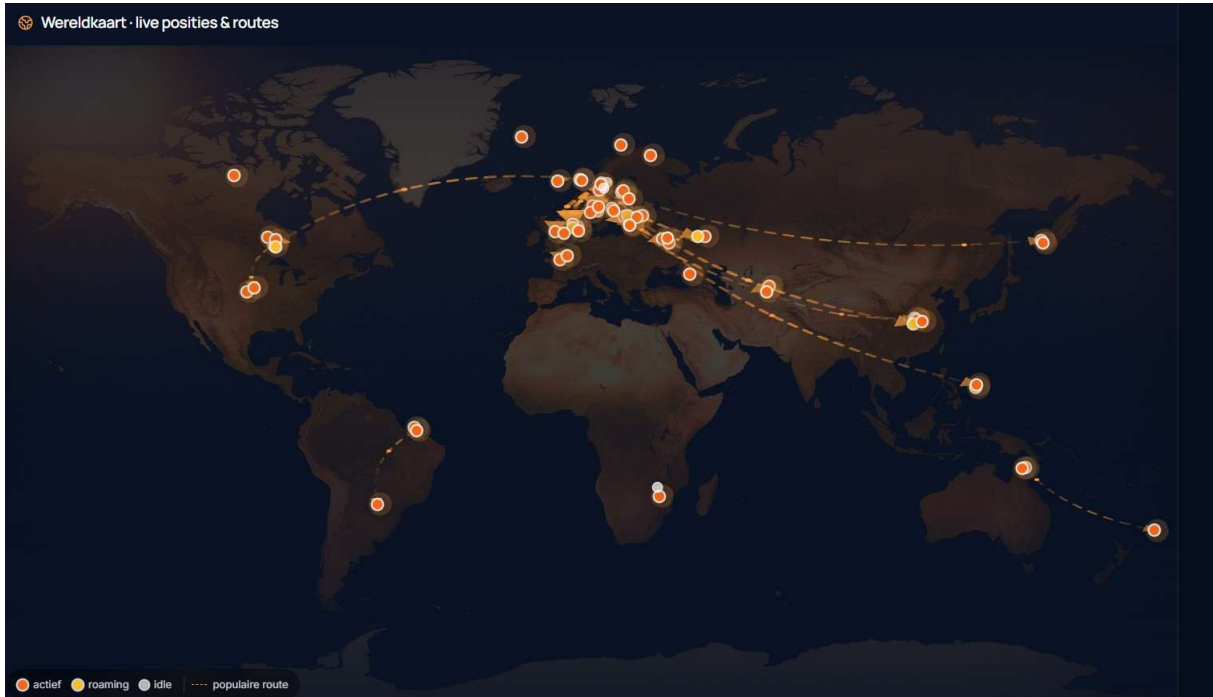 Wereldkaart · live posities & routes
actief roaming idle populaire route